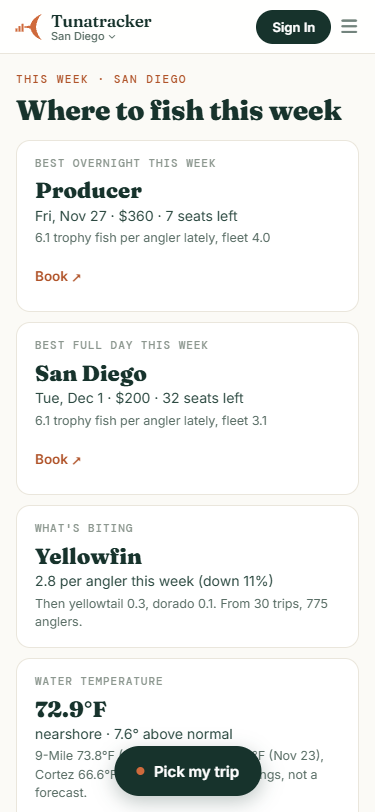 Tunatracker
San Diego
Sign In
THIS WEEK · SAN DIEGO
Where to fish this week
BEST OVERNIGHT THIS WEEK
Producer
Fri, Nov 27 · $360 · 7 seats left
6.1 trophy fish per angler lately, fleet 4.0
Book ↗
BEST FULL DAY THIS WEEK
San Diego
Tue, Dec 1 · $200 · 32 seats left
6.1 trophy fish per angler lately, fleet 3.1
Book ↗
WHAT'S BITING
Yellowfin
2.8 per angler this week (down 11%)
Then yellowtail 0.3, dorado 0.1. From 30 trips, 775
anglers.
WATER TEMPERATURE
72.9°F
nearshore · 7.6° above normal
9-Mile 73.8°F (Nov 23),
Cortez 66.6°F not a
forecast.
Pick my trip